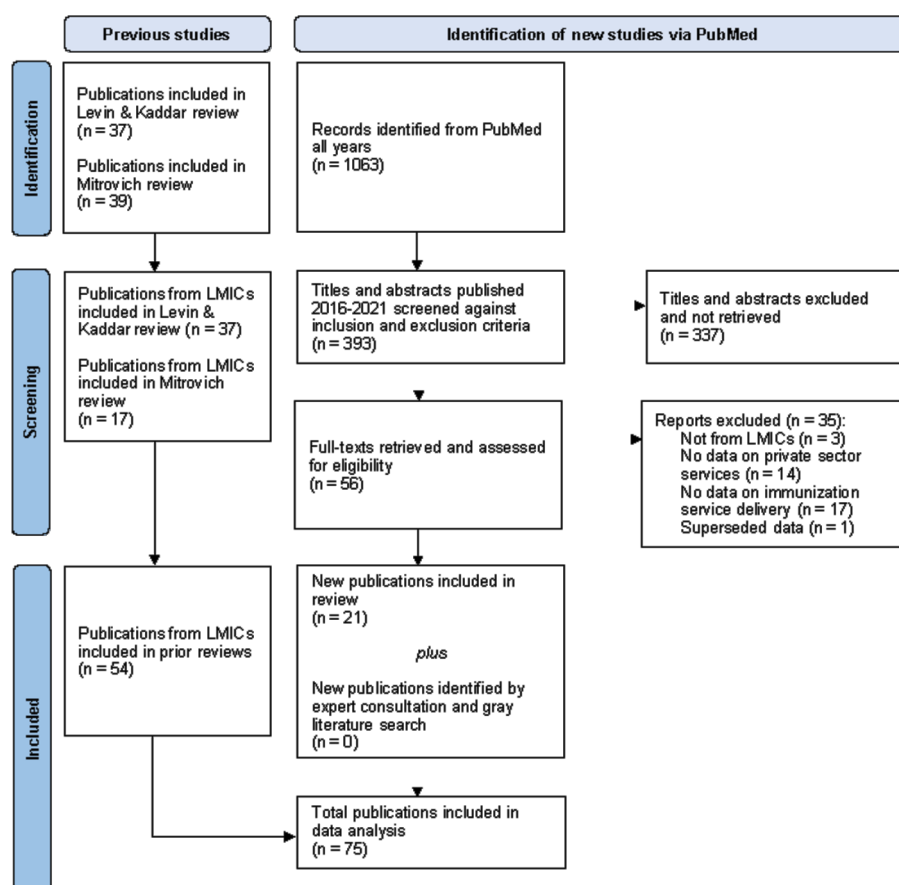 Previous studies
Identification of new studies via PubMed
Identification
Publications included in
Levin & Kaddar review
(n = 37)
Publications included in
Mitrovich review
(n = 39)
Records identified from PubMed
all years
(n = 1063)
Screening
Publications from LMICs
included in Levin &
Kaddar review (n = 37)
Publications from LMICs
included in Mitrovich
review
(n = 17)
Titles and abstracts published
2016-2021 screened against
inclusion and exclusion criteria
(n = 393)
Titles and abstracts excluded
and not retrieved
(n = 337)
Full-texts retrieved and assessed
for eligibility
(n = 56)
Reports excluded (n = 35):
Not from LMICs (n = 3)
No data on private sector
services (n = 14)
No data on immunization
service delivery (n = 17)
Superseded data (n = 1)
Included
Publications from LMICs
included in prior reviews
(n = 54)
New publications included in
review
(n = 21)
plus
New publications identified by
expert consultation and gray
literature search
(n = 0)
Total publications included in
data analysis
(n = 75)